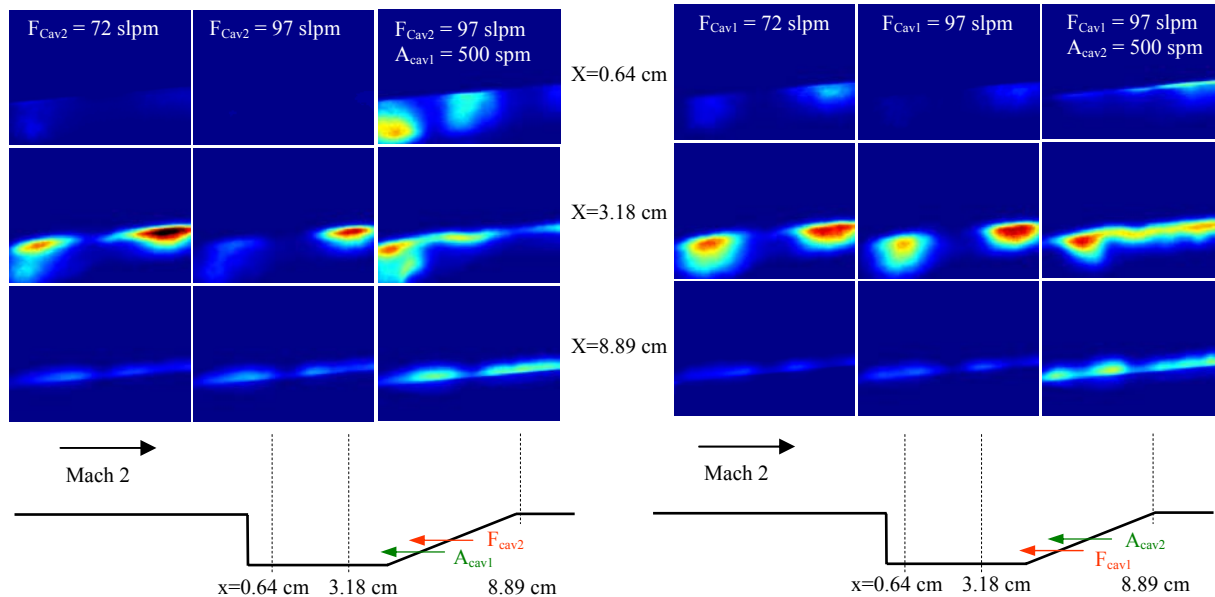 F_Cav2 = 72 slpm
F_Cav2 = 97 slpm
F_Cav2 = 97 slpm
A_cav1 = 500 spm
X=0.64 cm
X=3.18 cm
X=8.89 cm
Mach 2
F_cav2
A_cav1
x=0.64 cm
3.18 cm
8.89 cm
F_Cav1 = 72 slpm
F_Cav1 = 97 slpm
F_Cav1 = 97 slpm
A_cav2 = 500 spm
Mach 2
A_cav2
F_cav1
x=0.64 cm
3.18 cm
8.89 cm